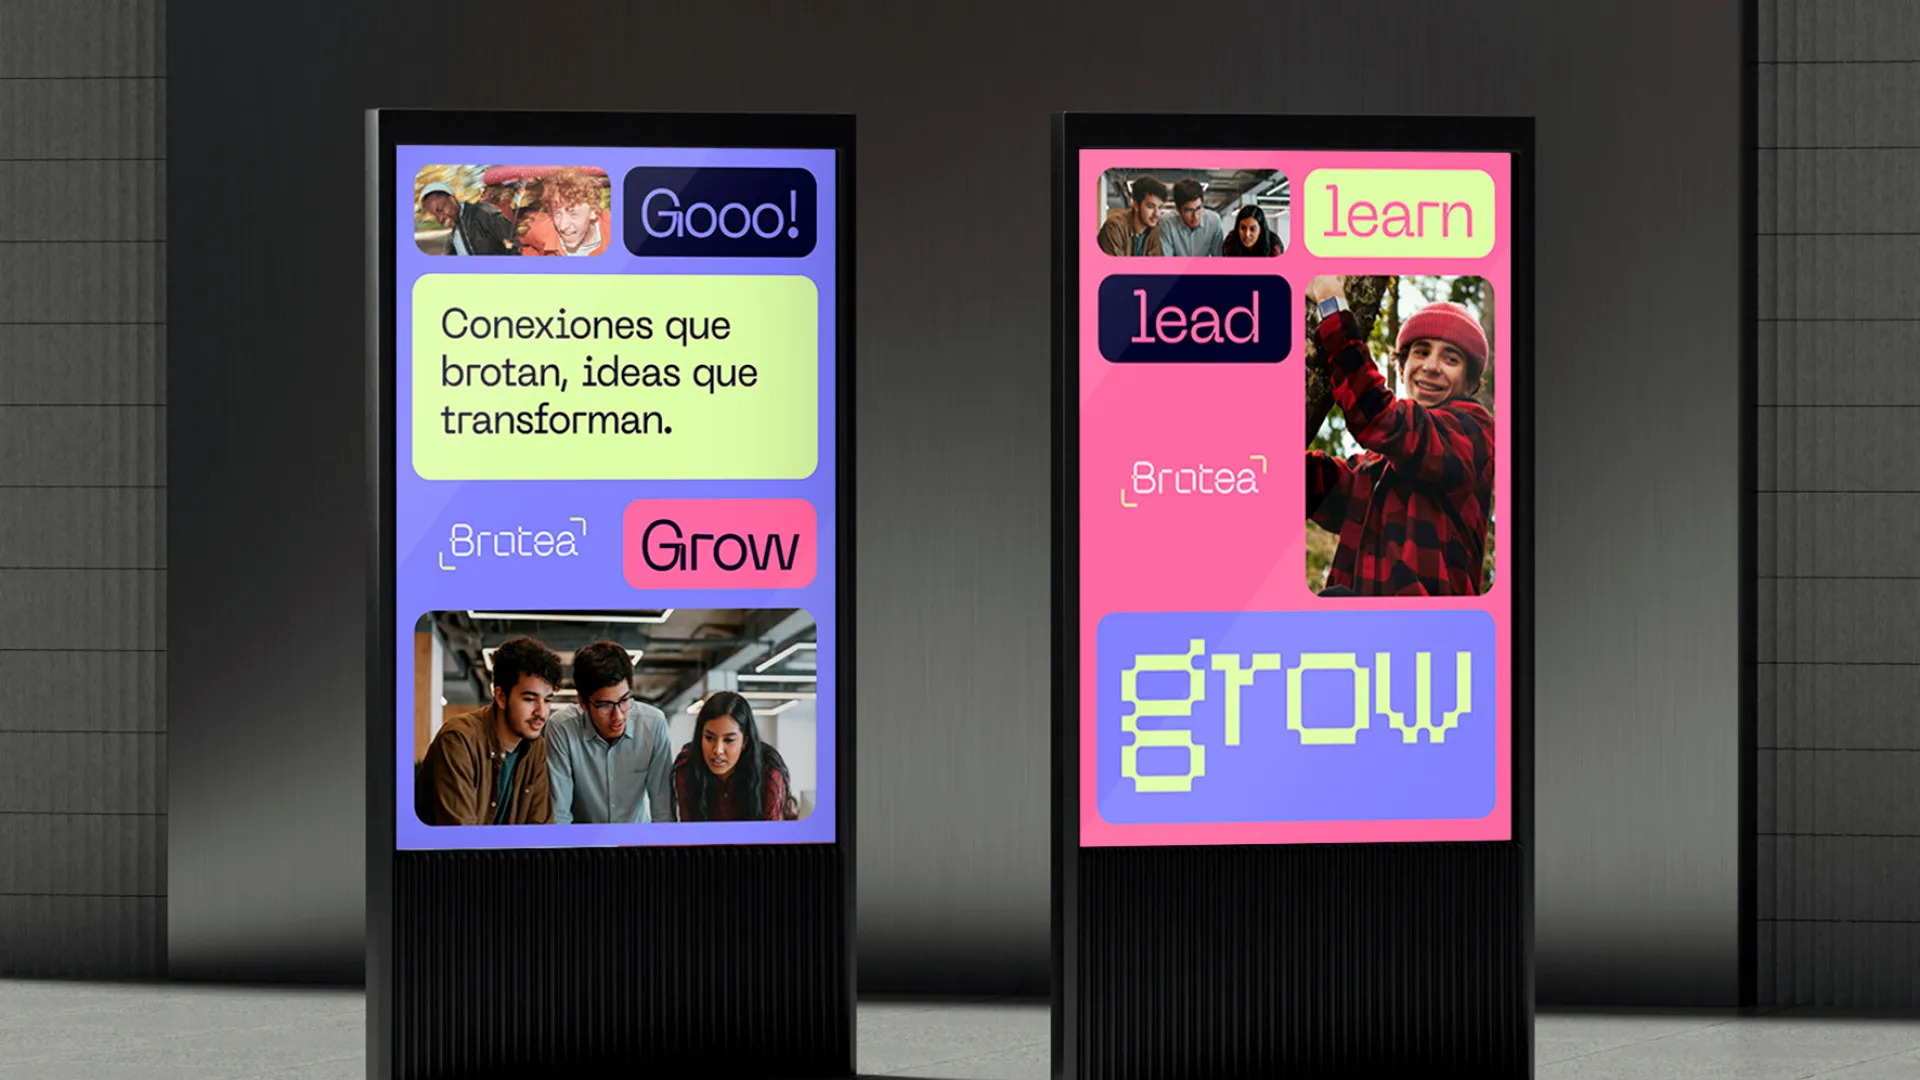 Gooo!
Conexiones que
brotan, ideas que
transforman.
Brotea
Grow
learn
lead
Brotea
grow